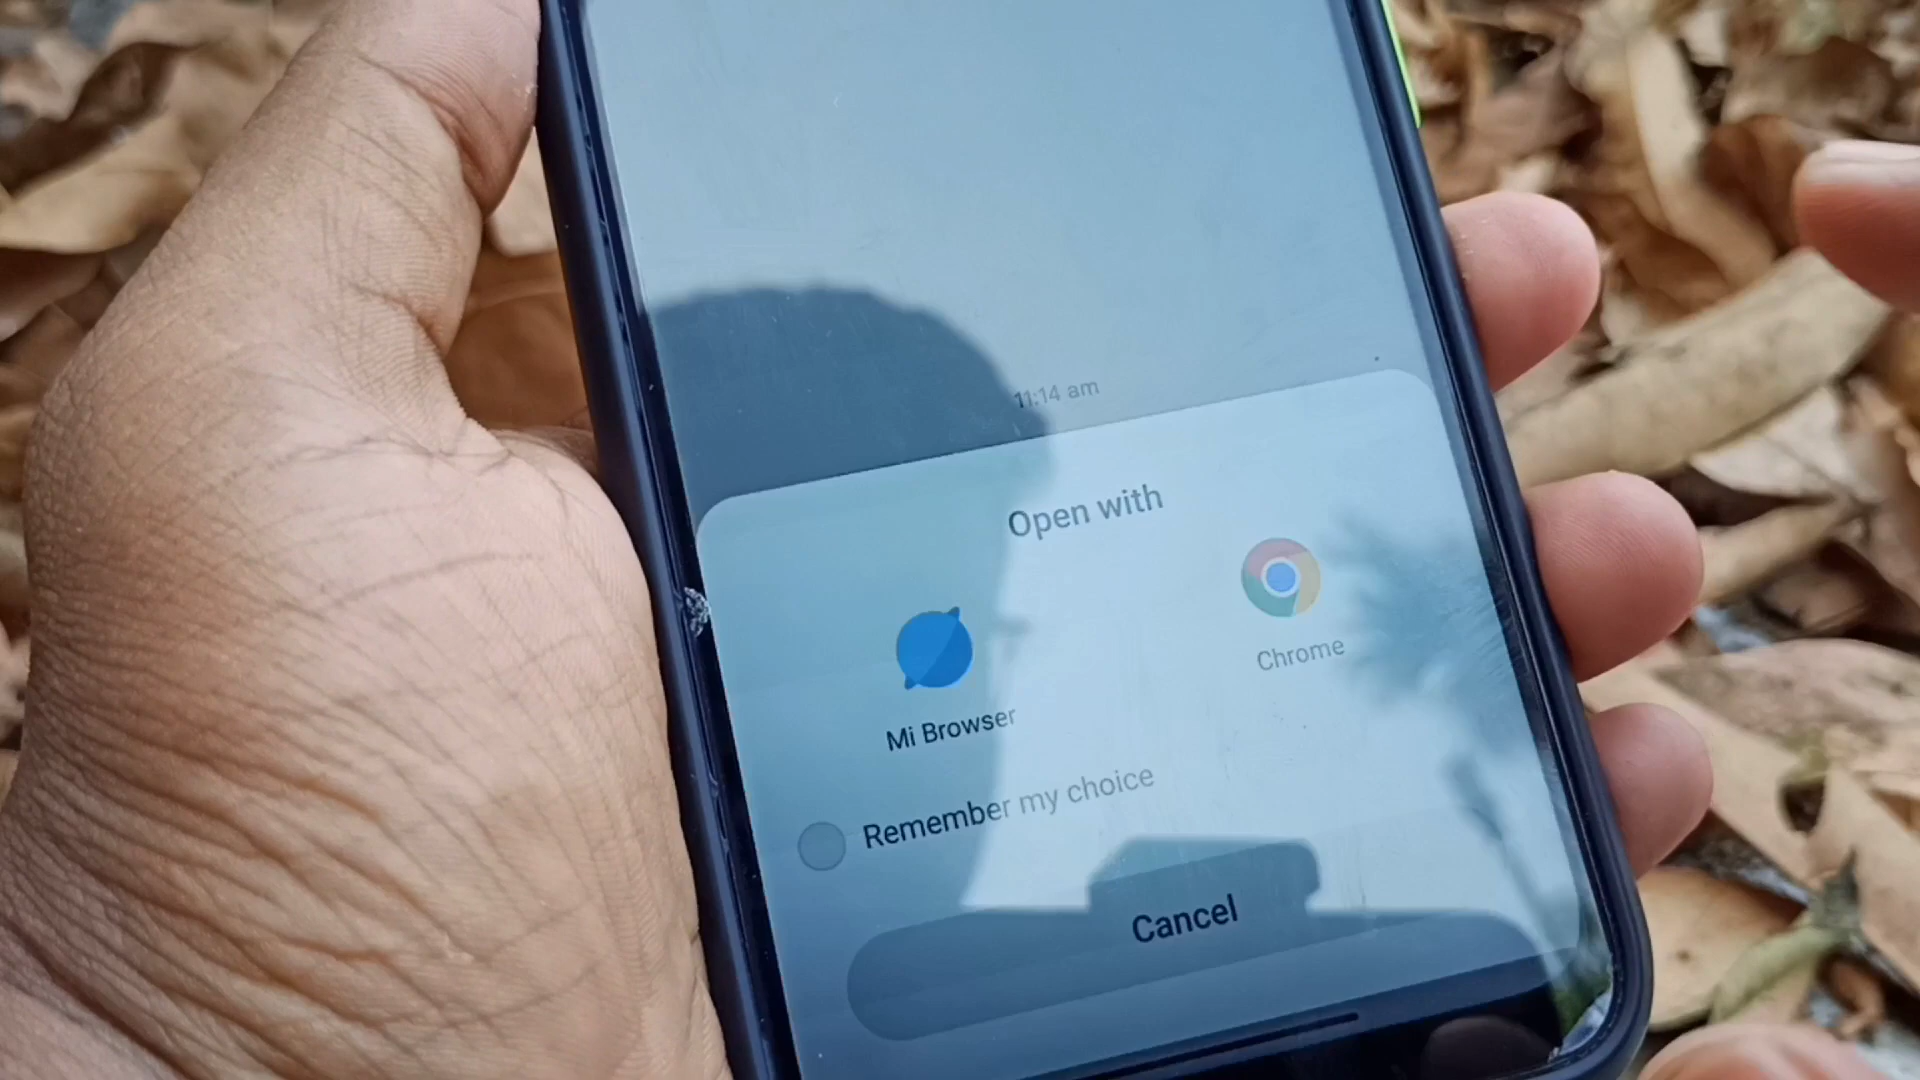 11:14 am
Open with
Mi Browser
Chrome
Remember my choice
Cancel